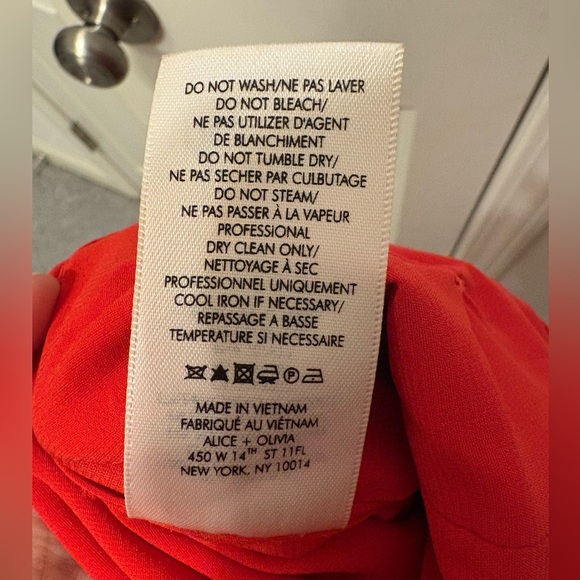 DO NOT WASH/NE PAS LAVER
DO NOT BLEACH/
NE PAS UTILIZER D'AGENT
DE BLANCHIMENT
DO NOT TUMBLE DRY/
NE PAS SECHER PAR CULBUTAGE
DO NOT STEAM/
NE PAS PASSER À LA VAPEUR
PROFESSIONAL
DRY CLEAN ONLY/
NETTOYAGE À SEC
PROFESSIONNEL UNIQUEMENT
COOL IRON IF NECESSARY/
REPASSAGE A BASSE
TEMPERATURE SI NECESSAIRE
P
MADE IN VIETNAM
FABRIQUÉ AU VIÉTNAM
ALICE + OLIVIA
450 W 14TH ST 11FL
NEW YORK, NY 10014